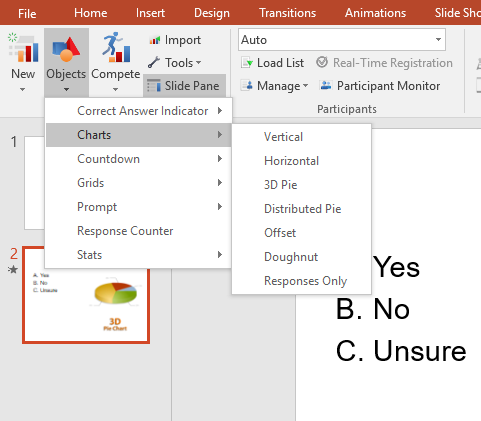 File Home Insert Design Transitions Animations Slide Sho
New Objects Compete
Import
Tools
Slide Pane
Auto
Load List Real-Time Registration
Manage Participant Monitor
Participants
Correct Answer Indicator
Charts
Countdown
Grids
Prompt
Response Counter
Stats
Vertical
Horizontal
3D Pie
Distributed Pie
Offset
Doughnut
Responses Only
1
2
A. Yes
B. No
C. Unsure
3D
Pie Chart
Yes
B. No
C. Unsure